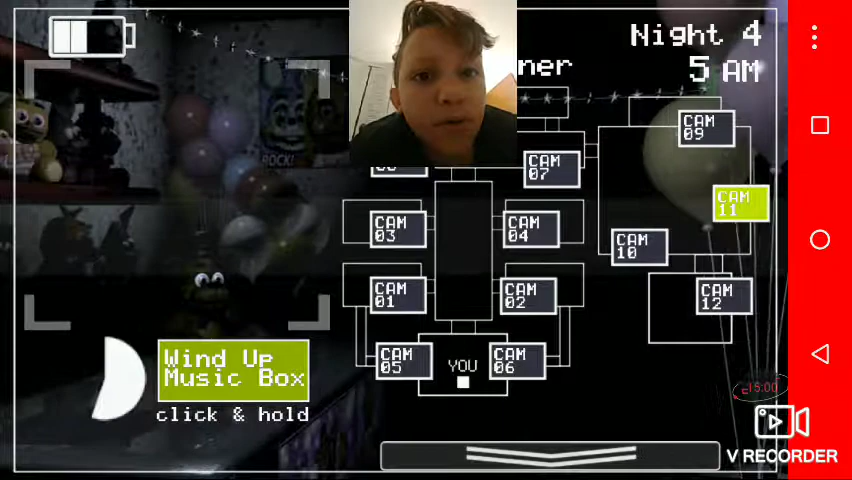 Night 4
ner
5 AM
ROCK!
CAM
09
CAM
07
CAM
11
CAM
03
CAM
04
CAM
10
CAM
01
CAM
02
CAM
12
Wind Up
Music Box
click & hold
CAM
05
YOU
CAM
06
15:00
V RECORDER